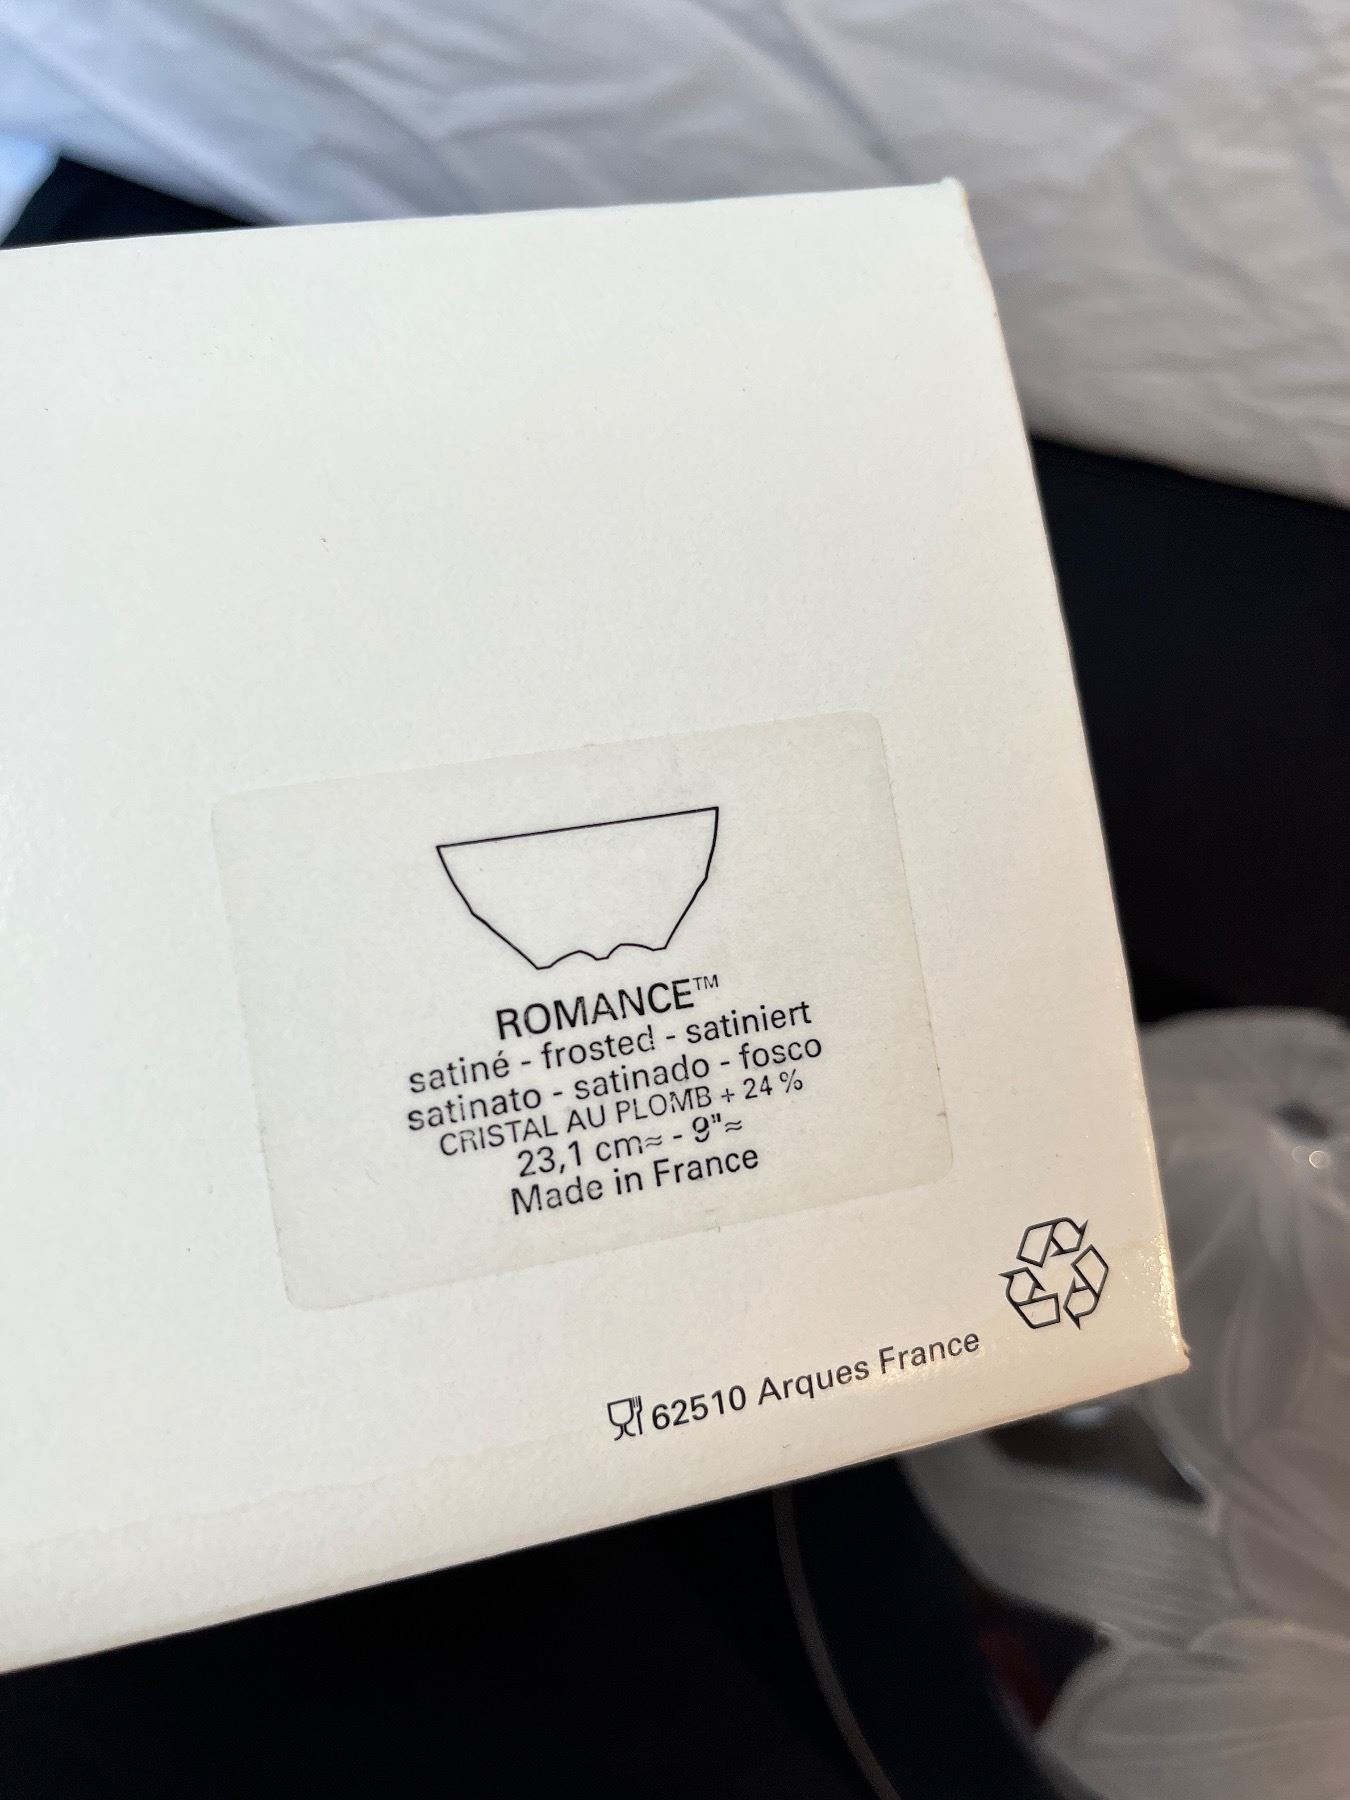 ROMANCE™
satiné - frosted - satiniert
satinato - satinado - fosco
CRISTAL AU PLOMB + 24 %
23,1 cm≈ - 9"≈
Made in France
62510 Arques France